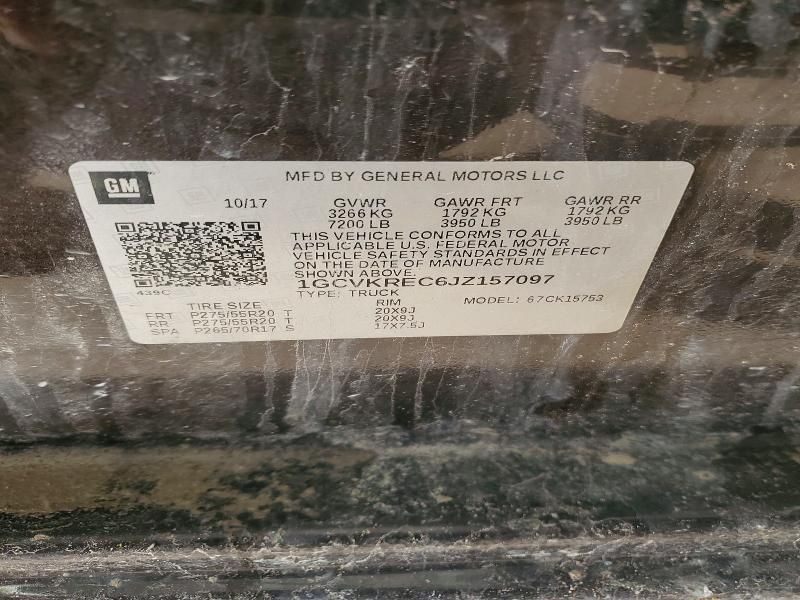 GM
MFD BY GENERAL MOTORS LLC
10/17 GVWR GAWR FRT GAWR RR
3266 KG 1792 KG 1792 KG
7200 LB 3950 LB 3950 LB
THIS VEHICLE CONFORMS TO ALL
APPLICABLE U.S. FEDERAL MOTOR
VEHICLE SAFETY STANDARDS IN EFFECT
ON THE DATE OF MANUFACTURE
SHOWN ABOVE.
439C
1GCVKREC6JZ157097
TYPE: TRUCK MODEL: 67CK15753
TIRE SIZE RIM
FRT P275/55R20 T 20X9J
RR P275/55R20 T 20X9J
SPA P265/70R17 S 17X7.5J